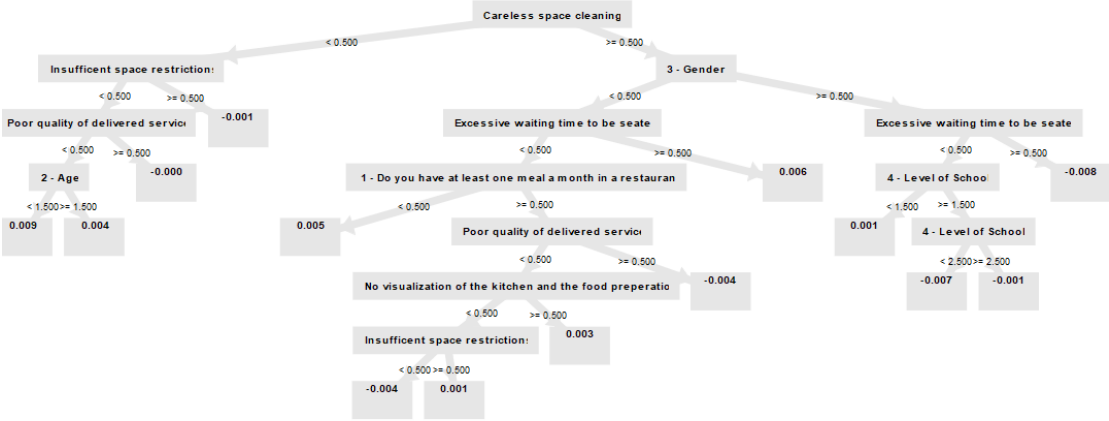 Careless space cleaning
< 0.500 >= 0.500
Insufficent space restrictions 3 - Gender
< 0.500 >= 0.500 < 0.500 >= 0.500
Poor quality of delivered service -0.001 Excessive waiting time to be seate Excessive waiting time to be seate
< 0.500 >= 0.500 < 0.500 >= 0.500 < 0.500 >= 0.500
2 - Age -0.000 1 - Do you have at least one meal a month in a restauran 0.006 4 - Level of School -0.008
< 1.500 >= 1.500 < 0.500 >= 0.500 < 1.500 >= 1.500
0.009 0.004 0.005 Poor quality of delivered service 0.001 4 - Level of School
< 0.500 >= 0.500 < 2.500 >= 2.500
No visualization of the kitchen and the food preperatio -0.004 -0.007 -0.001
< 0.500 >= 0.500
Insufficent space restrictions 0.003
< 0.500 >= 0.500
-0.004 0.001